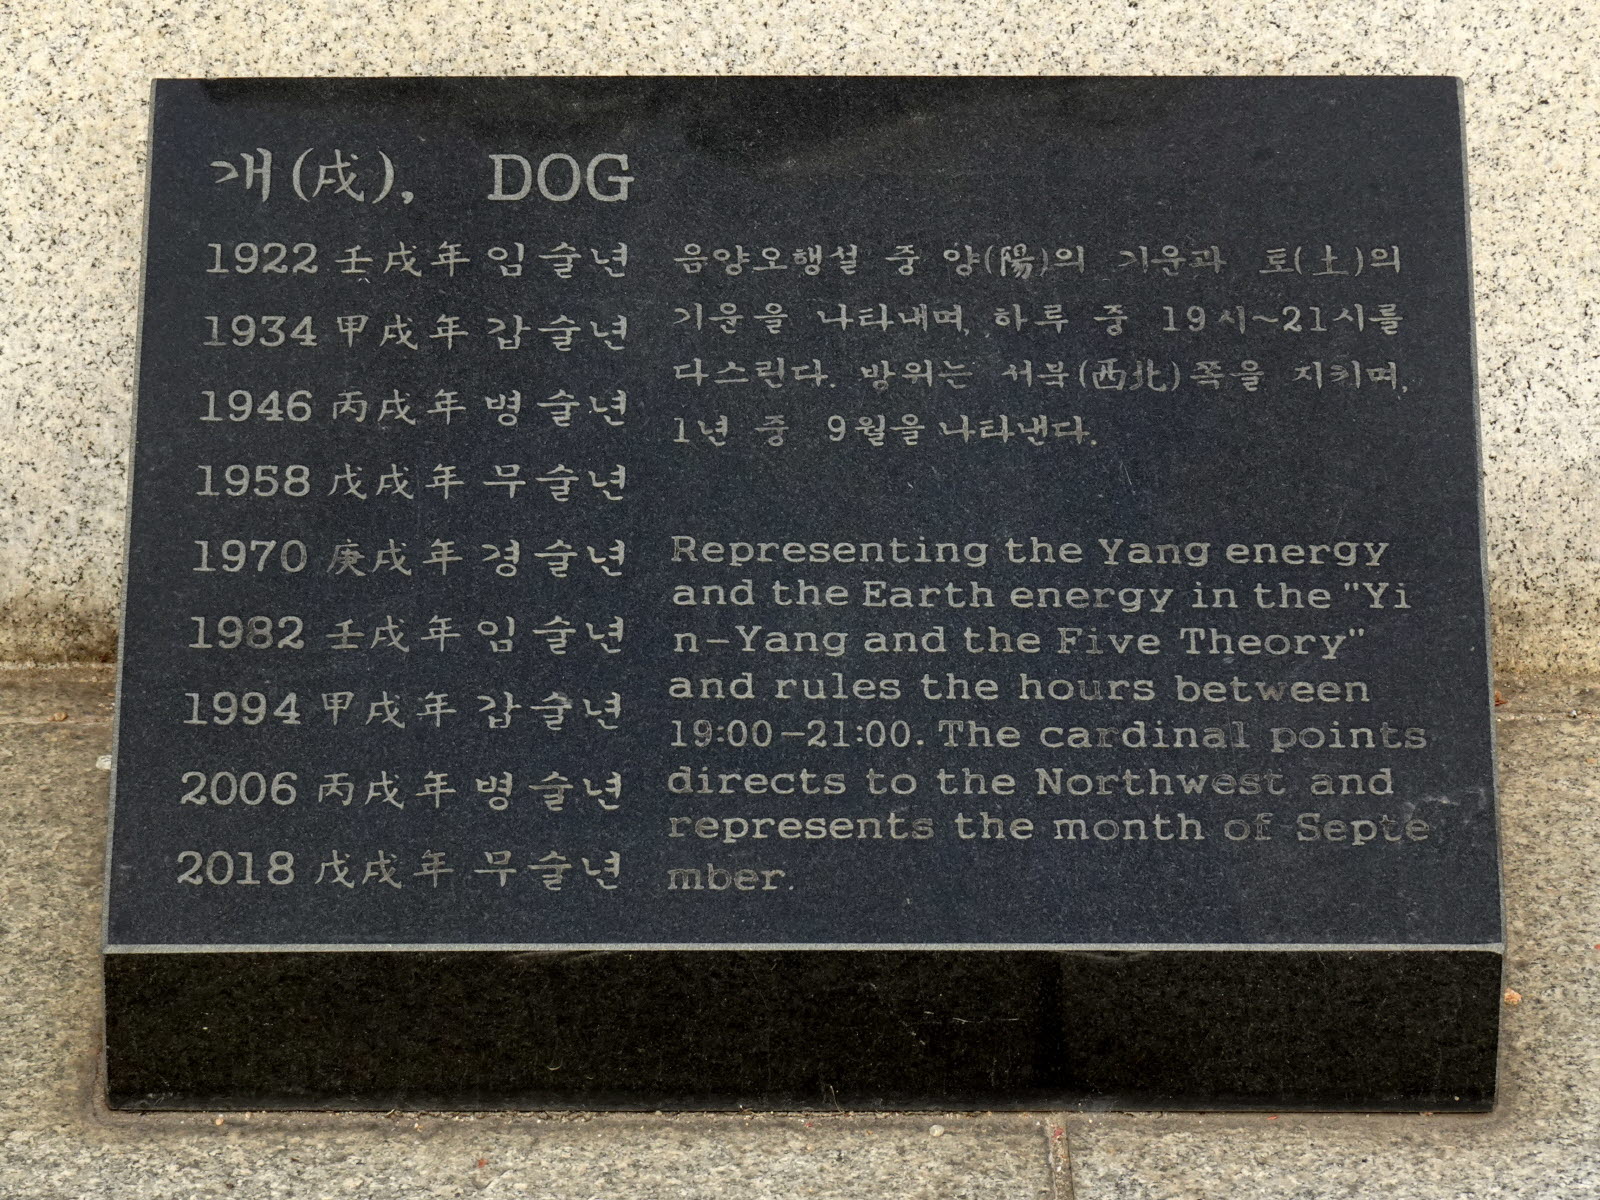 개(戌), DOG
1922 壬戌年 임술년
1934 甲戌年 갑술년
1946 丙戌年 병술년
1958 戊戌年 무술년
1970 庚戌年 경술년
1982 壬戌年 임술년
1994 甲戌年 갑술년
2006 丙戌年 병술년
2018 戊戌年 무술년
음양오행설 중 양(陽)의 기운과 토(土)의
기운을 나타내며, 하루 중 19시~21시를
다스린다. 방위는 서북(西北)쪽을 지키며,
1년 중 9월을 나타낸다.
Representing the Yang energy
and the Earth energy in the "Yi
n-Yang and the Five Theory"
and rules the hours between
19:00-21:00. The cardinal points
directs to the Northwest and
represents the month of Septe
mber.